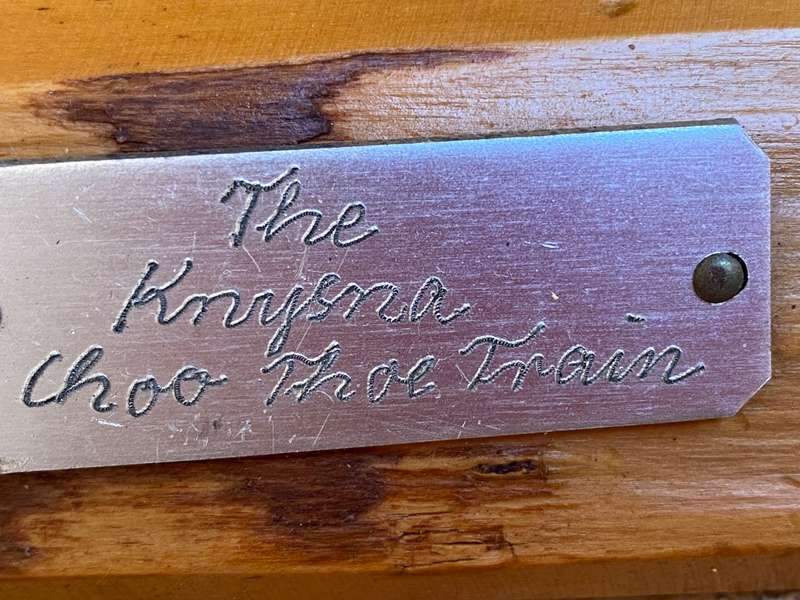 The
Knysna
Choo Thoe Train